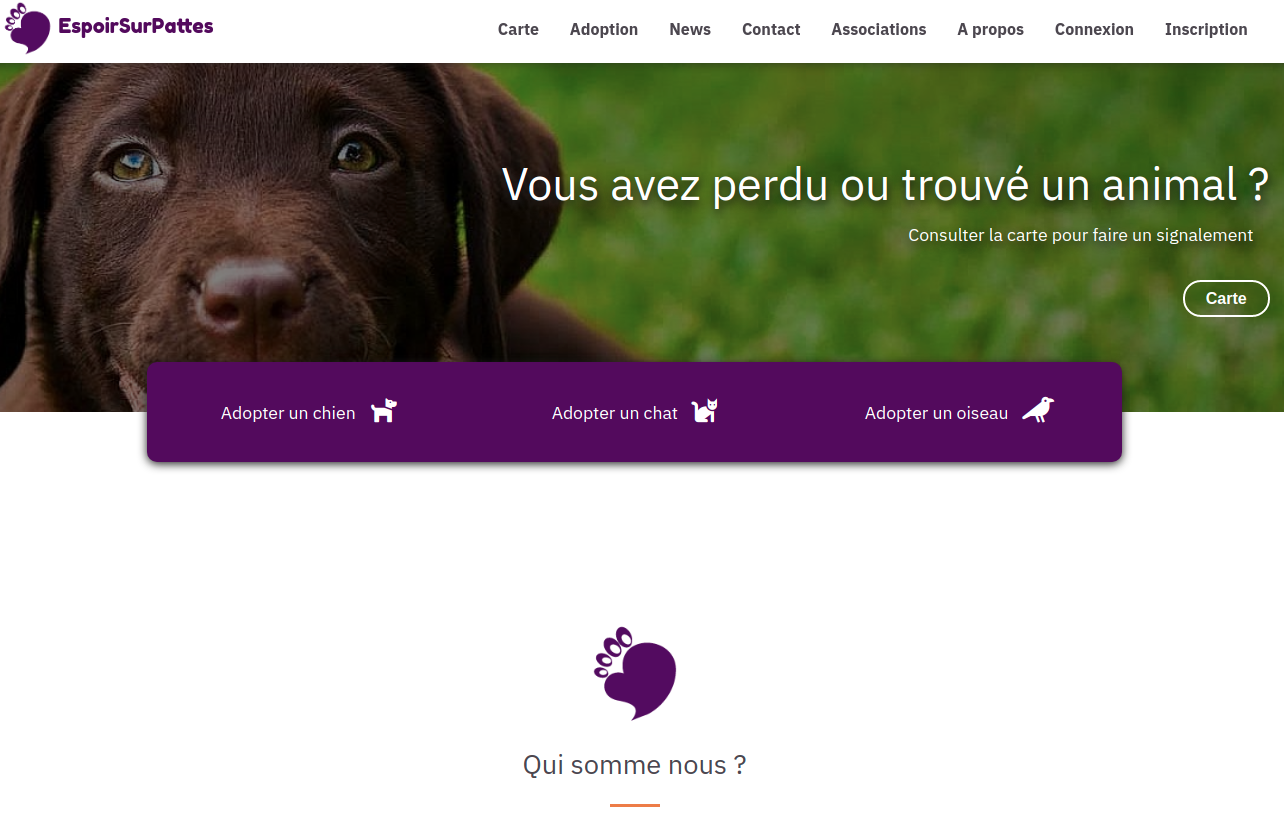 EspoirSurPattes
Carte Adoption News Contact Associations A propos Connexion Inscription
Vous avez perdu ou trouvé un animal ?
Consulter la carte pour faire un signalement
Carte
Adopter un chien Adopter un chat Adopter un oiseau
Qui somme nous ?